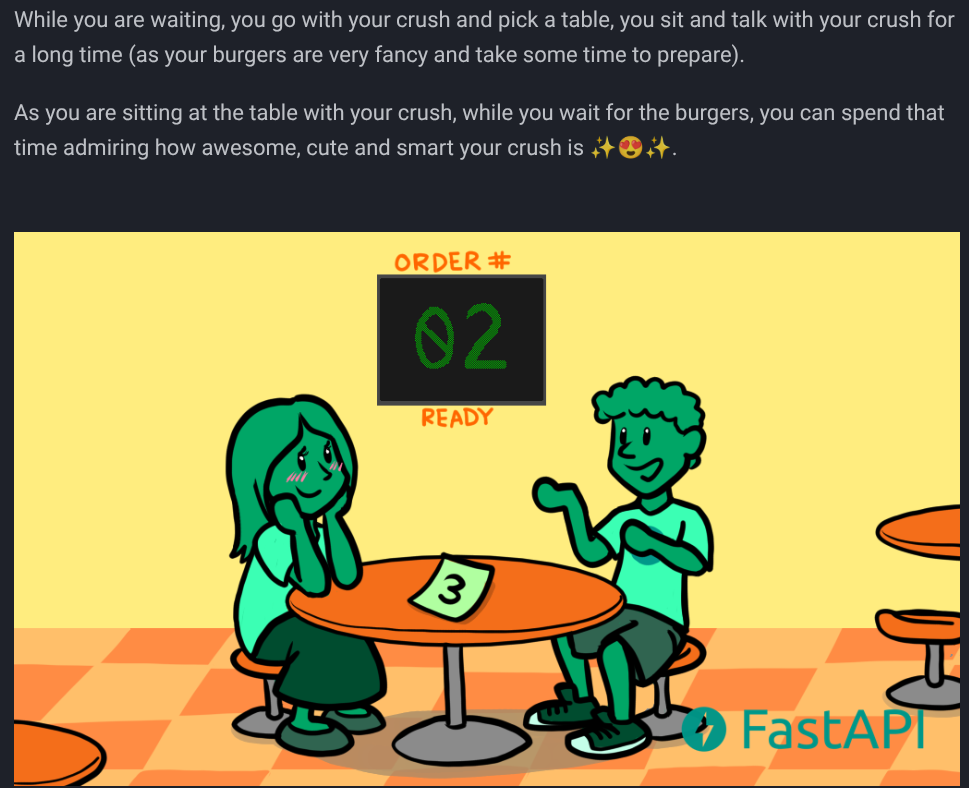 While you are waiting, you go with your crush and pick a table, you sit and talk with your crush for
a long time (as your burgers are very fancy and take some time to prepare).
As you are sitting at the table with your crush, while you wait for the burgers, you can spend that
time admiring how awesome, cute and smart your crush is ✨😍✨.
ORDER #
02
READY
3
FastAPI